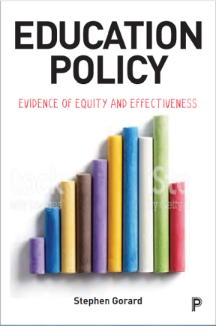 EDUCATION
POLICY
EVIDENCE OF EQUITY AND EFFECTIVENESS
Stephen Gorard
P